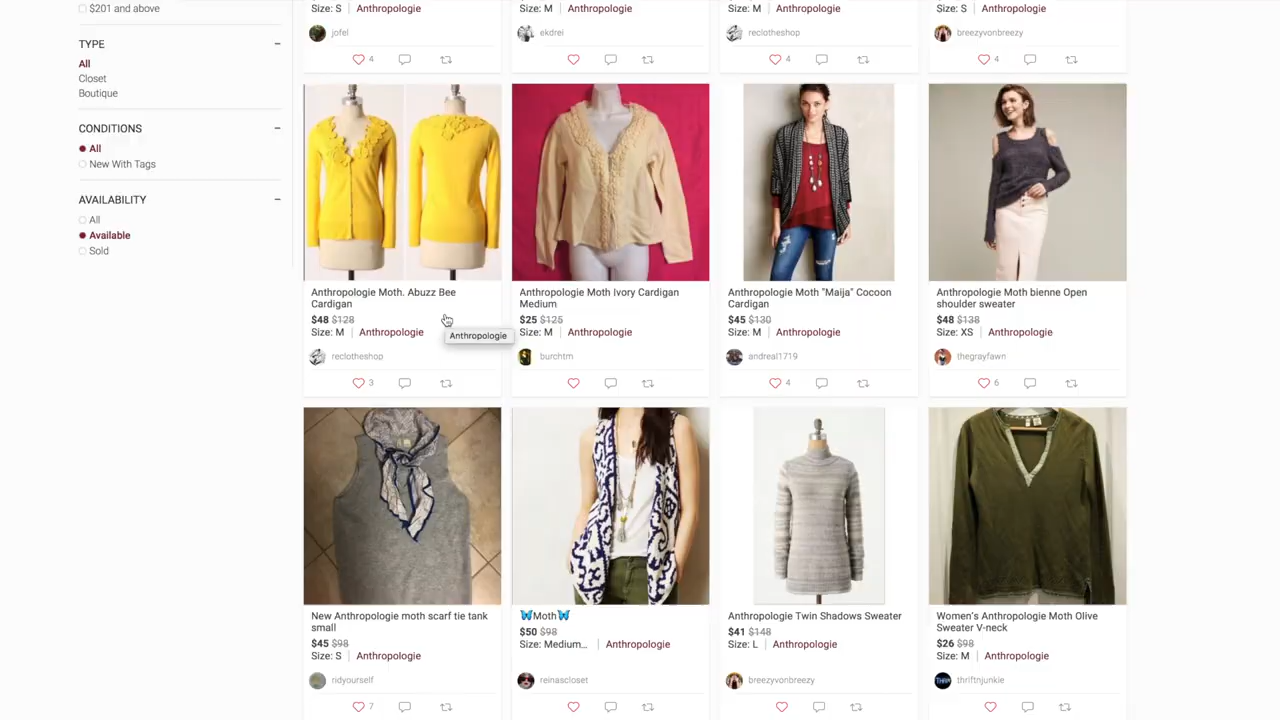 $201 and above
TYPE
All
Closet
Boutique
CONDITIONS
All
New With Tags
AVAILABILITY
All
Available
Sold
Size: S | Anthropologie
jofel
4
Size: M | Anthropologie
ekdrei
Size: M | Anthropologie
reclotheshop
4
Size: S | Anthropologie
breezyvonbreezy
4
Anthropologie Moth. Abuzz Bee
Cardigan
$48 $128
Size: M | Anthropologie
Anthropologie
reclotheshop
3
Anthropologie Moth Ivory Cardigan
Medium
$25 $125
Size: M | Anthropologie
burchtm
Anthropologie Moth "Maija" Cocoon
Cardigan
$45 $130
Size: M | Anthropologie
andreal1719
4
Anthropologie Moth bienne Open
shoulder sweater
$48 $138
Size: XS | Anthropologie
thegrayfawn
6
New Anthropologie moth scarf tie tank
small
$45 $98
Size: S | Anthropologie
ridyourself
7
🦋Moth🦋
$50 $98
Size: Medium... | Anthropologie
reinascloset
Anthropologie Twin Shadows Sweater
$41 $148
Size: L | Anthropologie
breezyvonbreezy
Women's Anthropologie Moth Olive
Sweater V-neck
$26 $98
Size: M | Anthropologie
thriftnjunkie